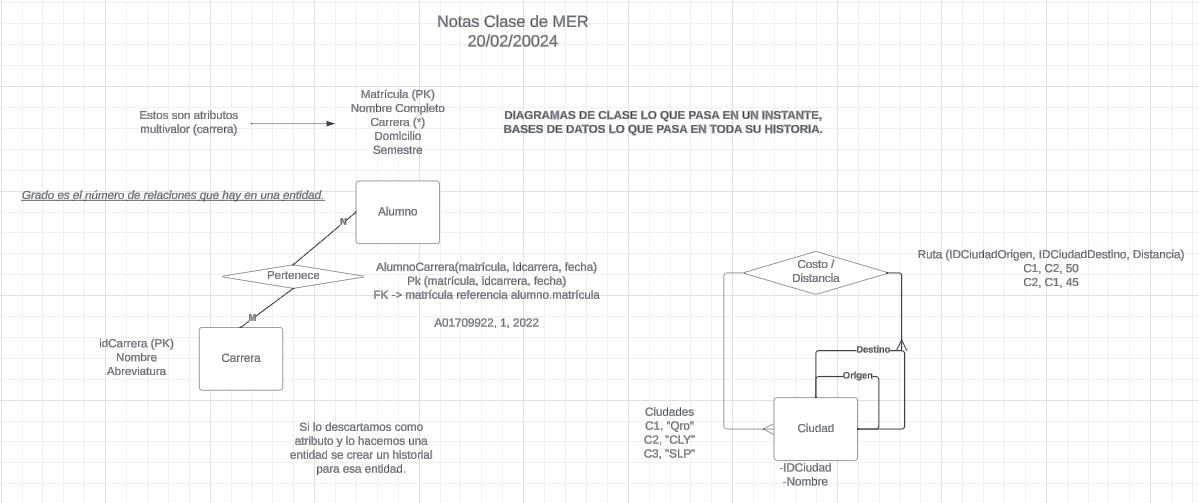 Notas Clase de MER
20/02/20024
Estos son atributos
multivalor (carrera)
Matrícula (PK)
Nombre Completo
Carrera (*)
Domicilio
Semestre
DIAGRAMAS DE CLASE LO QUE PASA EN UN INSTANTE,
BASES DE DATOS LO QUE PASA EN TODA SU HISTORIA.
Grado es el número de relaciones que hay en una entidad.
Alumno
N
Pertenece
M
AlumnoCarrera(matrícula, idcarrera, fecha)
Pk (matrícula, idcarrera, fecha)
FK -> matrícula referencia alumno.matrícula
A01709922, 1, 2022
idCarrera (PK)
Nombre
Abreviatura
Carrera
Si lo descartamos como
atributo y lo hacemos una
entidad se crear un historial
para esa entidad.
Costo /
Distancia
Ruta (IDCiudadOrigen, IDCiudadDestino, Distancia)
C1, C2, 50
C2, C1, 45
Destino
Origen
Ciudades
C1, "Qro"
C2, "CLY"
C3, "SLP"
Ciudad
-IDCiudad
-Nombre